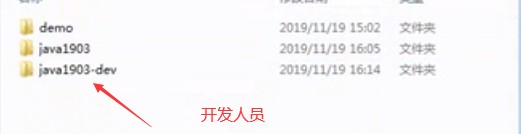 demo 2019/11/19 15:02 文件夹
java1903 2019/11/19 16:05 文件夹
java1903-dev 2019/11/19 16:14 文件夹
开发人员